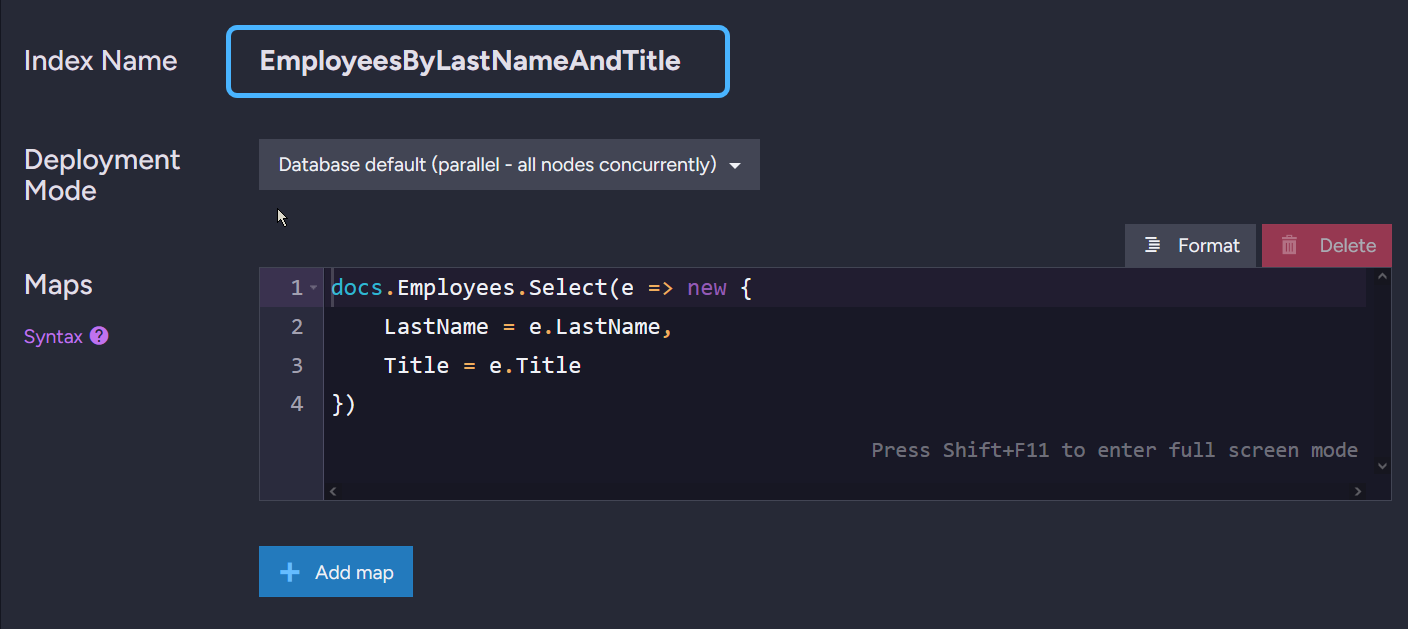 Index Name
EmployeesByLastNameAndTitle
Deployment
Mode
Database default (parallel - all nodes concurrently)
Format
Delete
Maps
Syntax ?
1 docs.Employees.Select(e => new {
2     LastName = e.LastName,
3     Title = e.Title
4 })
Press Shift+F11 to enter full screen mode
Add map